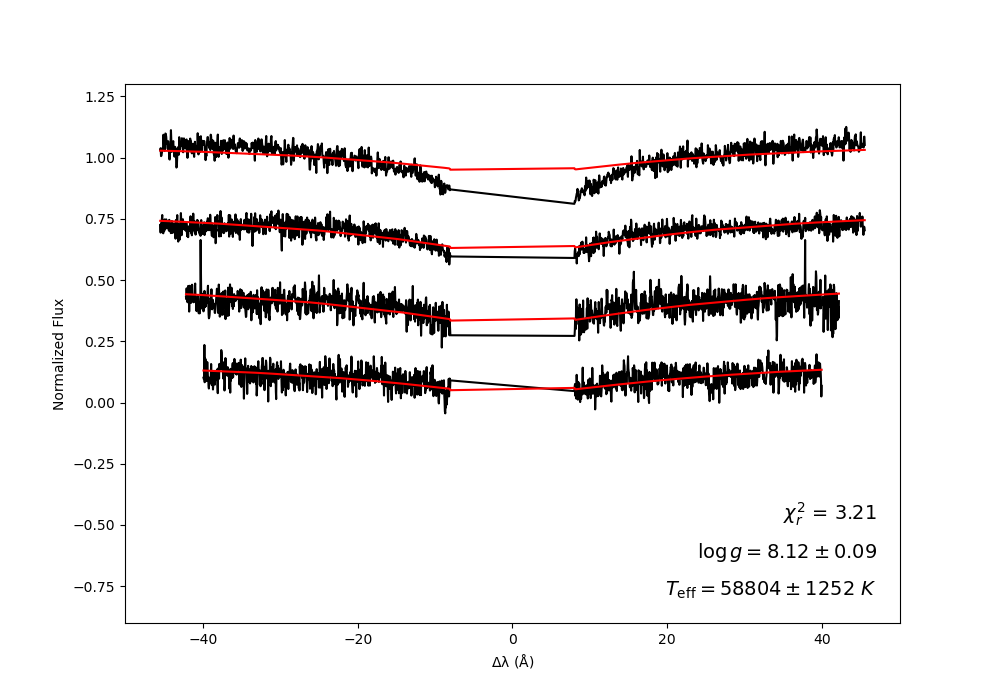 1.25
1.00
0.75
0.50
0.25
0.00
−0.25
−0.50
−0.75
Normalized Flux
χ²ᵣ = 3.21
log g = 8.12 ± 0.09
T_eff = 58804 ± 1252 K
−40 −20 0 20 40
Δλ (Å)